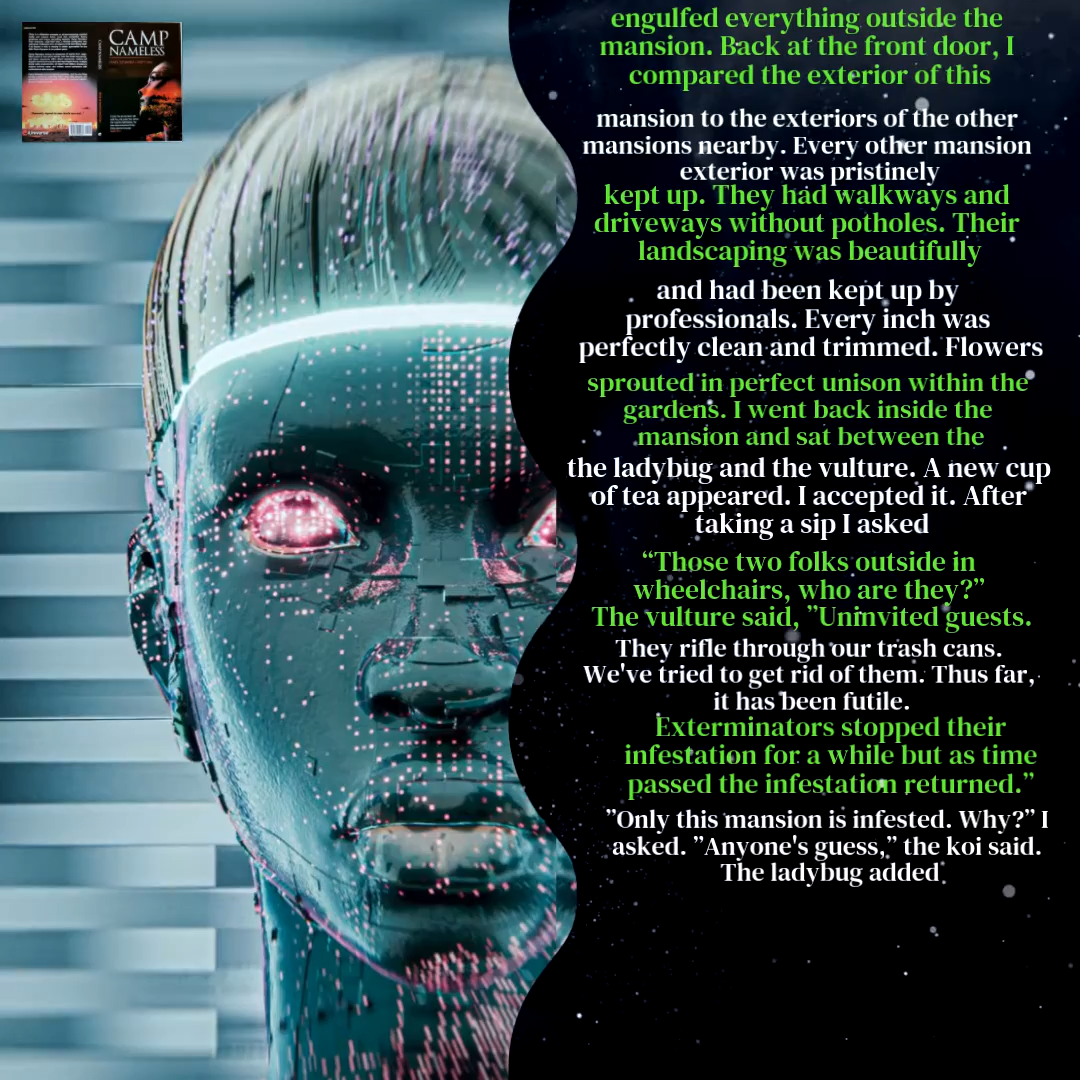 CAMP
NAMELESS
engulfed everything outside the
mansion. Back at the front door, I
compared the exterior of this
mansion to the exteriors of the other
mansions nearby. Every other mansion
exterior was pristinely
kept up. They had walkways and
driveways without potholes. Their
landscaping was beautifully
and had been kept up by
professionals. Every inch was
perfectly clean and trimmed. Flowers
sprouted in perfect unison within the
gardens. I went back inside the
mansion and sat between the
the ladybug and the vulture. A new cup
of tea appeared. I accepted it. After
taking a sip I asked
“Those two folks outside in
wheelchairs, who are they?”
The vulture said, ”Uninvited guests.
They rifle through our trash cans.
We've tried to get rid of them. Thus far,
it has been futile.
Exterminators stopped their
infestation for a while but as time
passed the infestation returned.”
”Only this mansion is infested. Why?” I
asked. ”Anyone's guess,” the koi said.
The ladybug added